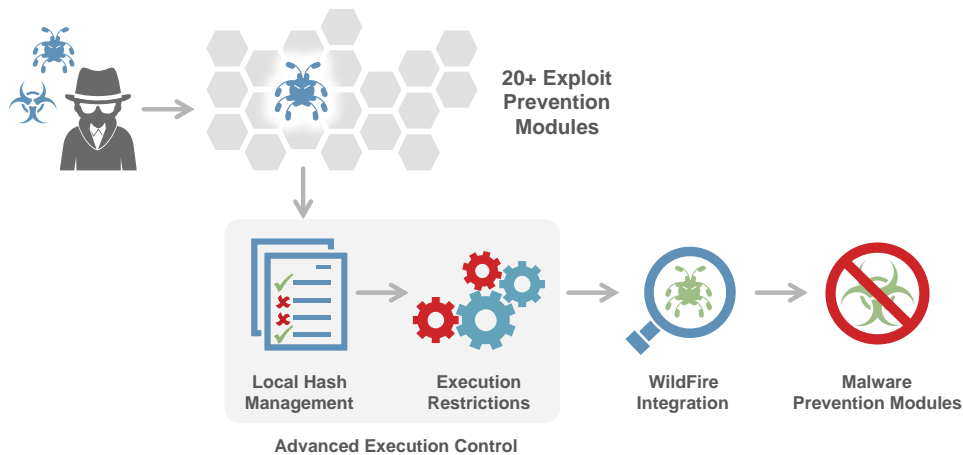 20+ Exploit
Prevention
Modules
Local Hash
Management
Execution
Restrictions
WildFire
Integration
Malware
Prevention Modules
Advanced Execution Control